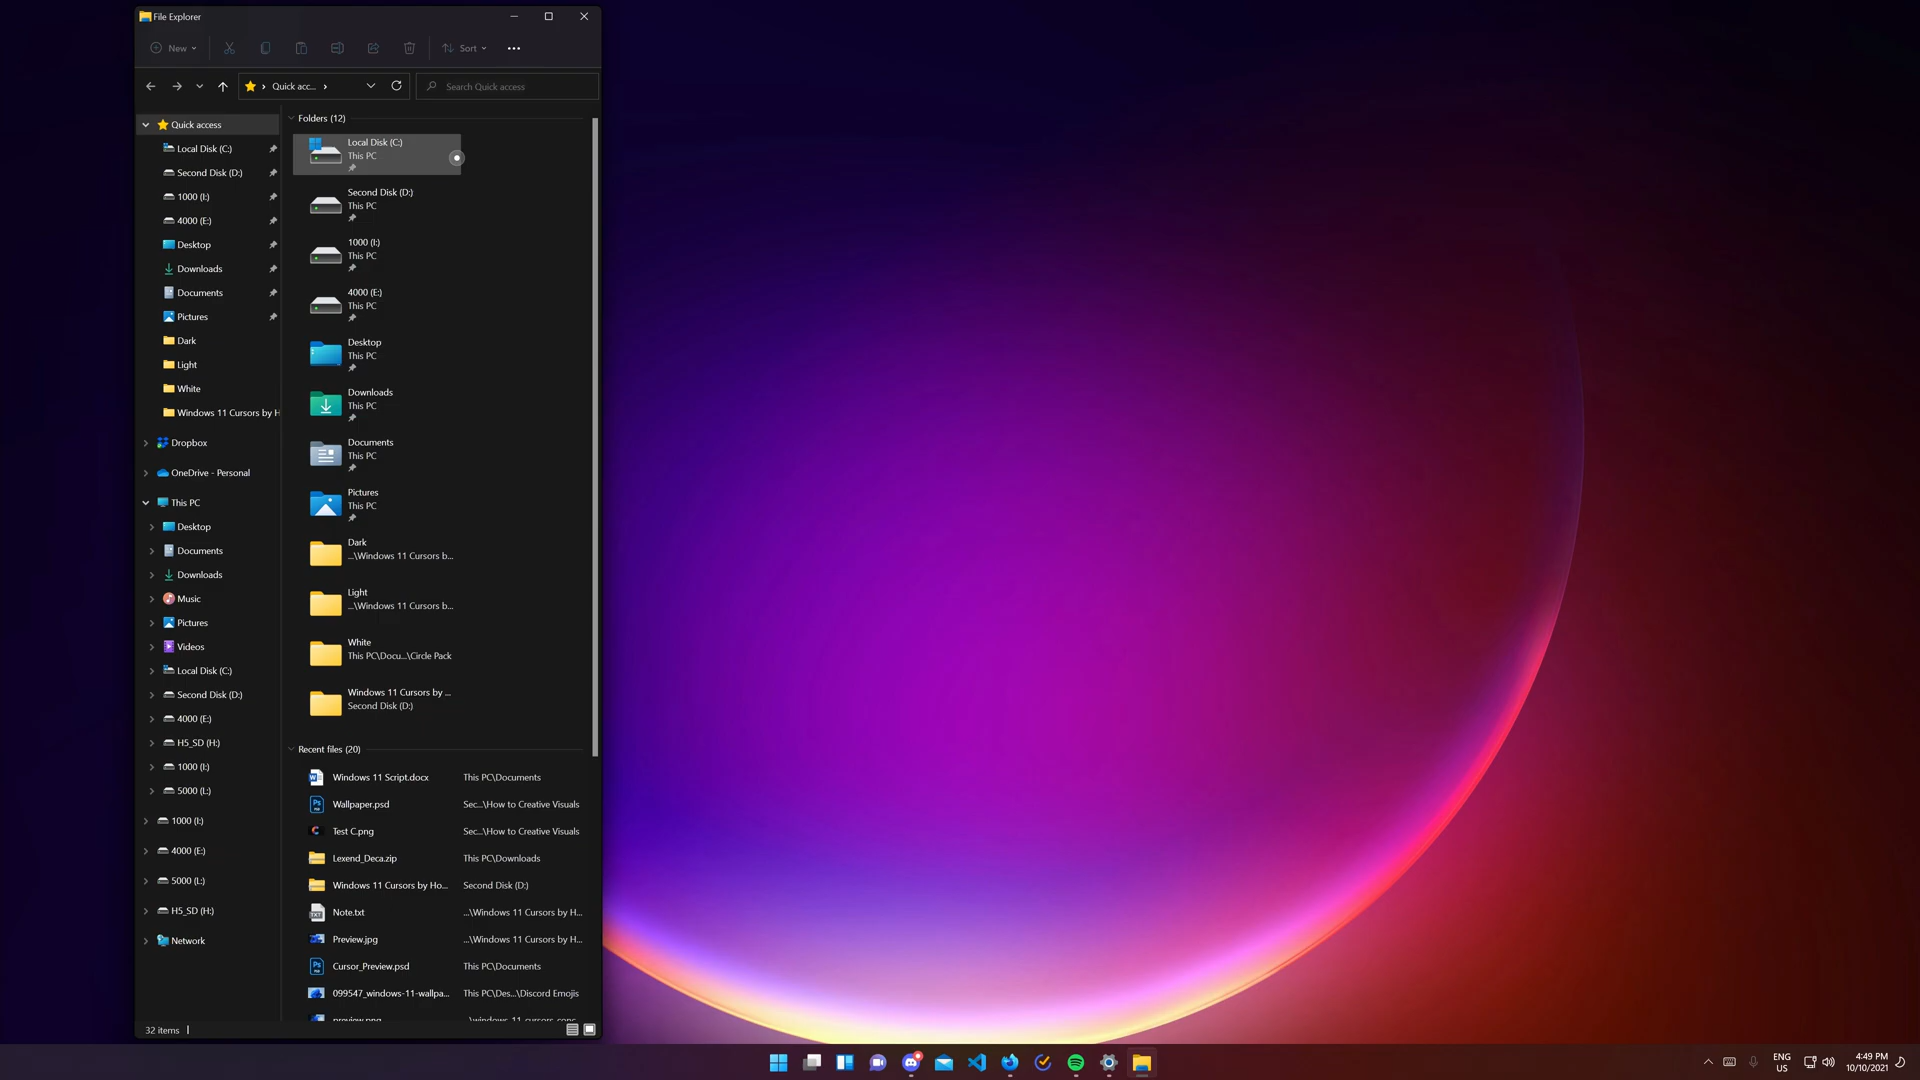 File Explorer
New
Sort
Quick acc...
Search Quick access
Quick access
Local Disk (C:)
Second Disk (D:)
1000 (I:)
4000 (E:)
Desktop
Downloads
Documents
Pictures
Dark
Light
White
Windows 11 Cursors by H
Dropbox
OneDrive - Personal
This PC
Desktop
Documents
Downloads
Music
Pictures
Videos
Local Disk (C:)
Second Disk (D:)
4000 (E:)
H5_SD (H:)
1000 (I:)
5000 (L:)
1000 (I:)
4000 (E:)
5000 (L:)
H5_SD (H:)
Network
Folders (12)
Local Disk (C:)
This PC
Second Disk (D:)
This PC
1000 (I:)
This PC
4000 (E:)
This PC
Desktop
This PC
Downloads
This PC
Documents
This PC
Pictures
This PC
Dark
...\Windows 11 Cursors b...
Light
...\Windows 11 Cursors b...
White
This PC\Docu...\Circle Pack
Windows 11 Cursors by ...
Second Disk (D:)
Recent files (20)
Windows 11 Script.docx This PC\Documents
Wallpaper.psd Sec...\How to Creative Visuals
Test C.png Sec...\How to Creative Visuals
Lexend_Deca.zip This PC\Downloads
Windows 11 Cursors by Ho... Second Disk (D:)
Note.txt ...\Windows 11 Cursors by H...
Preview.jpg ...\Windows 11 Cursors by H...
Cursor_Preview.psd This PC\Documents
099547_windows-11-wallpa... This PC\Des...\Discord Emojis
preview.png ...\windows_11_cursors_conc...
32 items
ENG
US
4:49 PM
10/10/2021